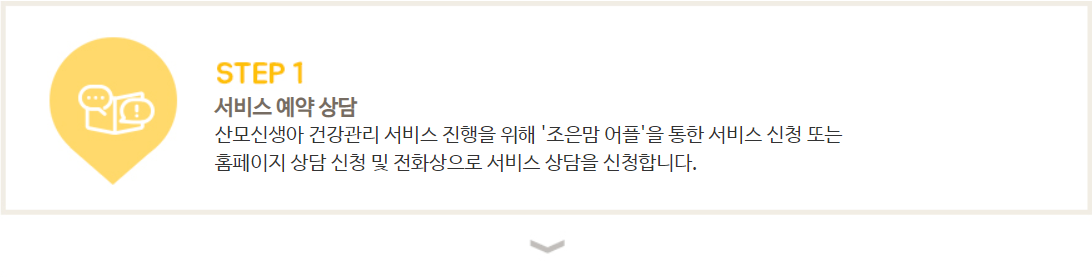 STEP 1
서비스 예약 상담
산모신생아 건강관리 서비스 진행을 위해 '조은맘 어플'을 통한 서비스 신청 또는
홈페이지 상담 신청 및 전화상으로 서비스 상담을 신청합니다.